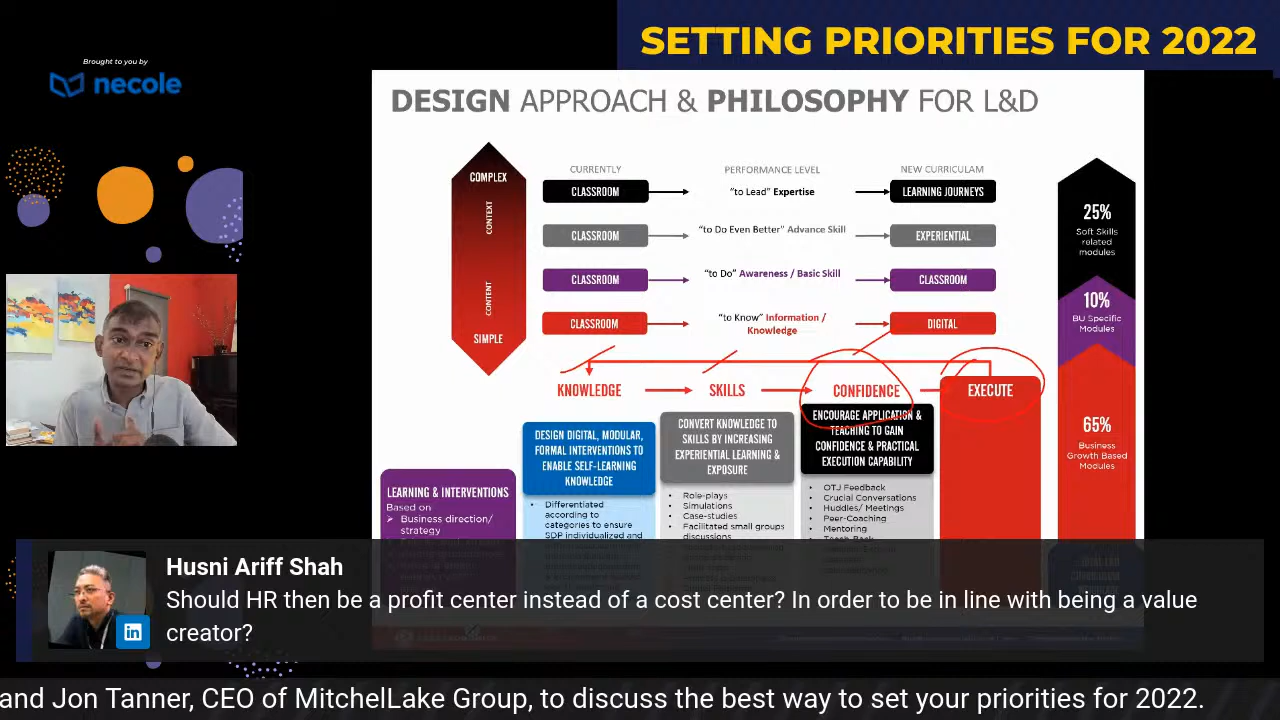 SETTING PRIORITIES FOR 2022
Brought to you by
necole
DESIGN APPROACH & PHILOSOPHY FOR L&D
CURRENTLY
PERFORMANCE LEVEL
NEW CURRICULAM
COMPLEX
CONTEXT
CONTENT
SIMPLE
CLASSROOM
"to Lead" Expertise
LEARNING JOURNEYS
CLASSROOM
"to Do Even Better" Advance Skill
EXPERIENTIAL
CLASSROOM
"to Do" Awareness / Basic Skill
CLASSROOM
CLASSROOM
"to Know" Information /
Knowledge
DIGITAL
25%
Soft Skills
related
modules
10%
BU Specific
Modules
65%
Business
Growth Based
Modules
KNOWLEDGE
SKILLS
CONFIDENCE
EXECUTE
LEARNING & INTERVENTIONS
Based on
➢ Business direction/
strategy
DESIGN DIGITAL, MODULAR,
FORMAL INTERVENTIONS TO
ENABLE SELF-LEARNING
KNOWLEDGE
• Differentiated
according to
categories to ensure
SDP individualized and
CONVERT KNOWLEDGE TO
SKILLS BY INCREASING
EXPERIENTIAL LEARNING &
EXPOSURE
• Role-plays
• Simulations
• Case-studies
• Facilitated small groups
discussions
ENCOURAGE APPLICATION &
TEACHING TO GAIN
CONFIDENCE & PRACTICAL
EXECUTION CAPABILITY
• OTJ Feedback
• Crucial Conversations
• Huddles/ Meetings
• Peer-Coaching
• Mentoring
• Teach-Back
Husni Ariff Shah
Should HR then be a profit center instead of a cost center? In order to be in line with being a value
creator?
in
and Jon Tanner, CEO of MitchelLake Group, to discuss the best way to set your priorities for 2022.